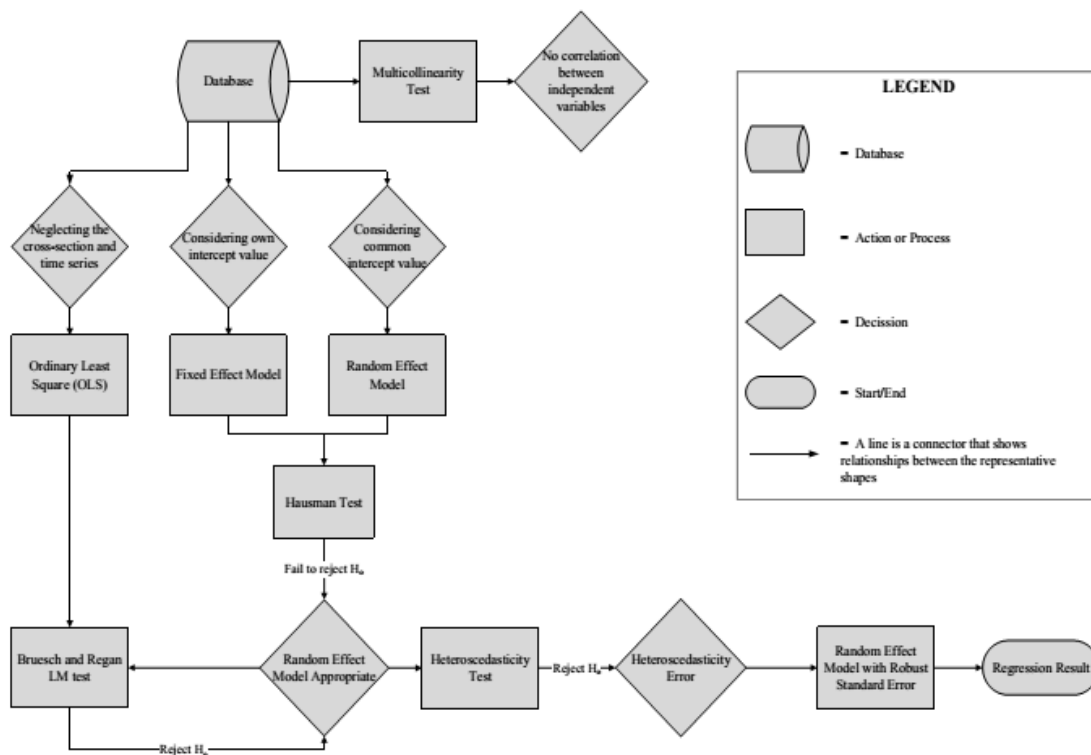 Database
Multicollinearity
Test
No correlation
between
independent
variables
LEGEND
= Database
= Action or Process
= Decission
= Start/End
= A line is a connector that shows
relationships between the representative
shapes
Neglecting the
cross-section and
time series
Considering own
intercept value
Considering
common
intercept value
Ordinary Least
Square (OLS)
Fixed Effect Model
Random Effect
Model
Hausman Test
Fail to reject Hₒ
Bruesch and Regan
LM test
Random Effect
Model Appropriate
Heteroscedasticity
Test
Reject Hₒ
Heteroscedasticity
Error
Random Effect
Model with Robust
Standard Error
Regression Result
Reject Hₒ